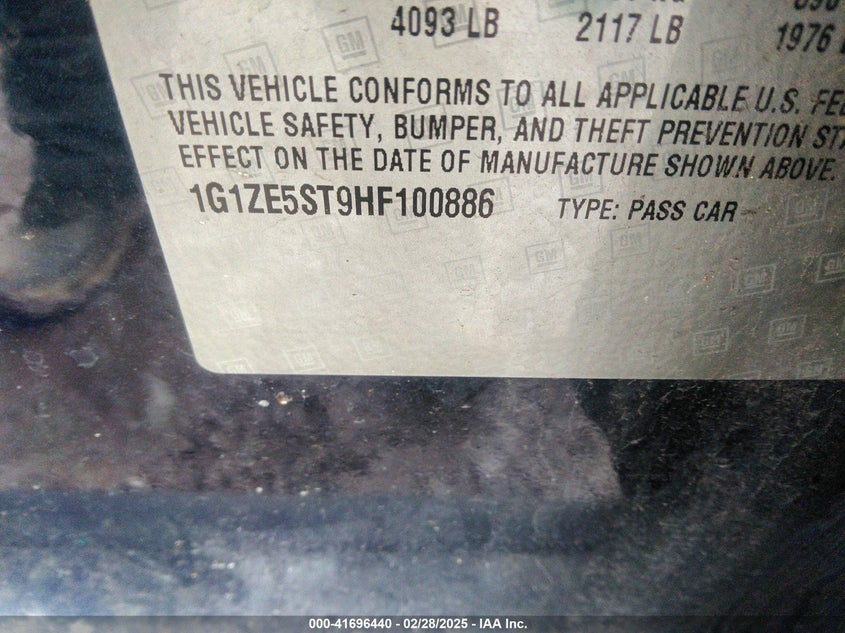 4093 LB 2117 LB 1976
THIS VEHICLE CONFORMS TO ALL APPLICABLE U.S.
VEHICLE SAFETY, BUMPER, AND THEFT PREVENTION
EFFECT ON THE DATE OF MANUFACTURE SHOWN ABOVE.
1G1ZE5ST9HF100886 TYPE: PASS CAR
000-41696440 - 02/28/2025 - IAA Inc.